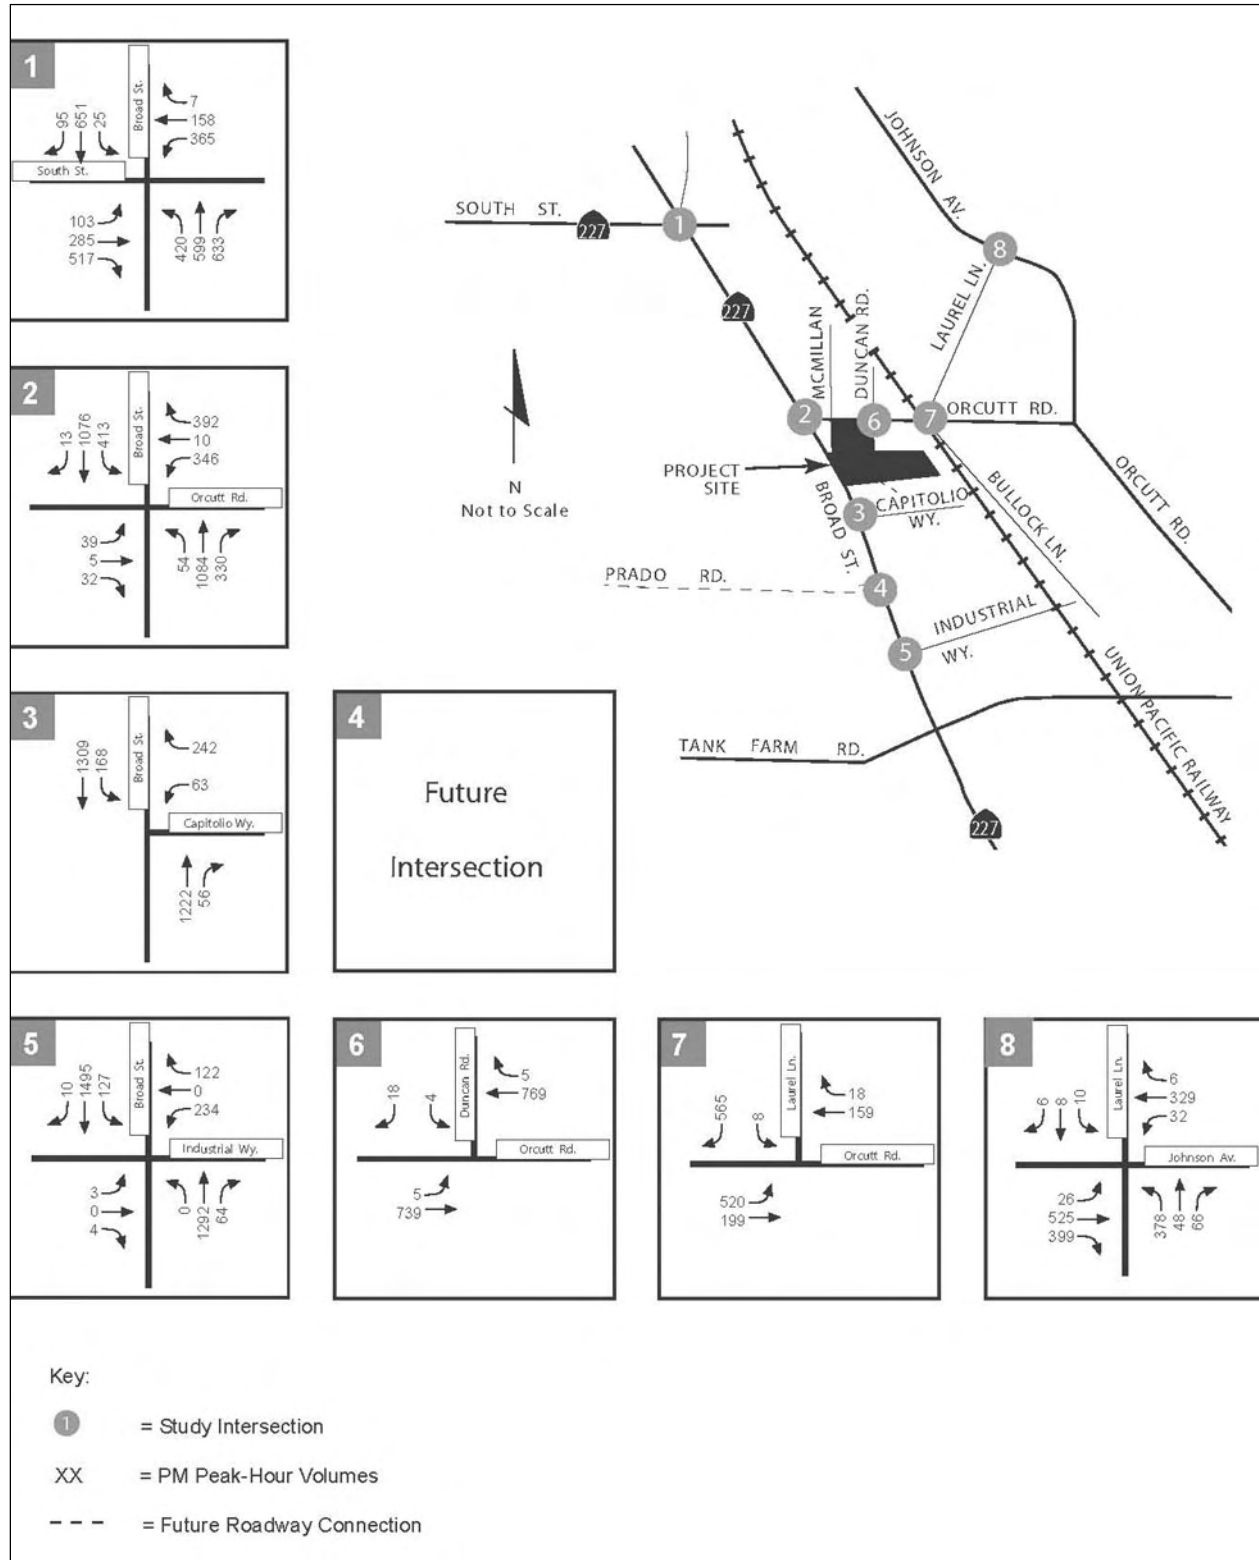 1
Broad St.
95
651
25
7
158
365
South St.
103
285
517
420
599
633
2
Broad St.
13
1076
413
392
10
346
Orcutt Rd.
39
5
32
54
1084
330
3
Broad St.
1309
168
242
63
Capitolio Wy.
1222
56
4
Future
Intersection
5
Broad St.
10
1495
127
122
0
234
Industrial Wy.
3
0
4
0
1292
64
6
Duncan Rd.
18
4
5
769
Orcutt Rd.
5
739
7
Laurel Ln.
565
8
18
159
Orcutt Rd.
520
199
8
Laurel Ln.
6
8
10
6
329
32
Johnson Av.
26
525
399
378
48
66
JOHNSON AV.
SOUTH ST.
227
1
8
227
LAUREL LN.
MCMILLAN
DUNCAN RD.
2
6
7
ORCUTT RD.
N
Not to Scale
PROJECT
SITE
BROAD ST.
3
CAPITOLIO
WY.
BULLOCK LN.
ORCUTT RD.
PRADO RD.
4
INDUSTRIAL
WY.
5
UNION PACIFIC RAILWAY
TANK FARM RD.
227
Key:
1 = Study Intersection
XX = PM Peak-Hour Volumes
--- = Future Roadway Connection